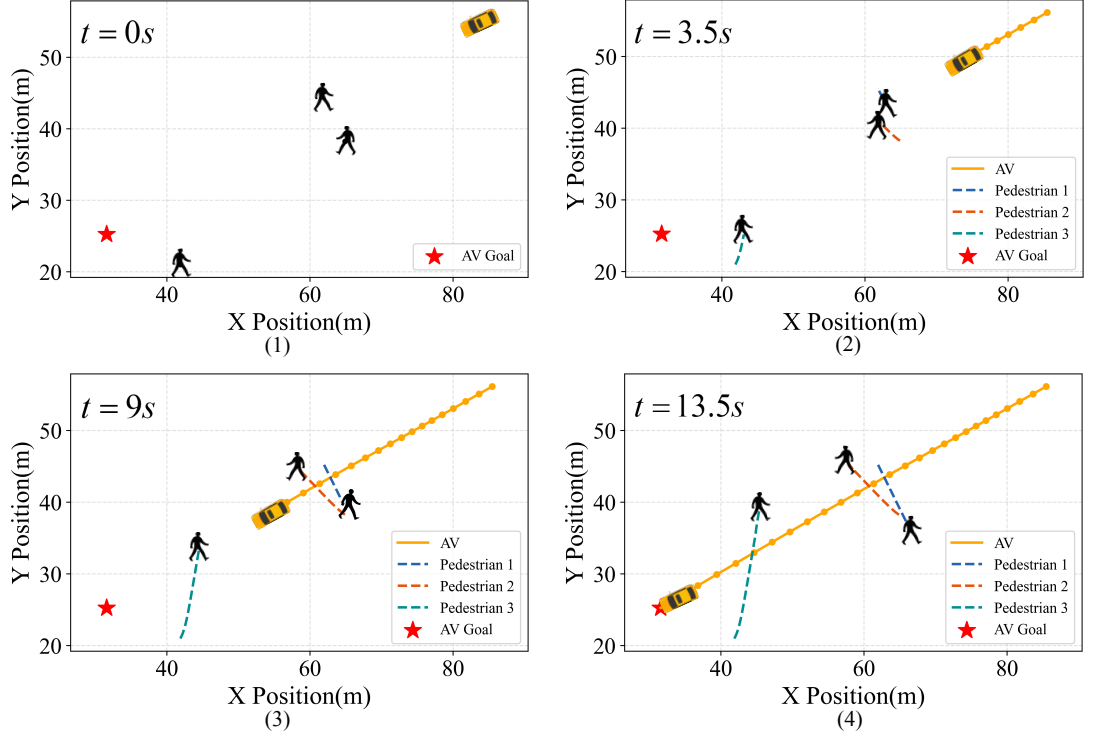 t = 0s
50
40
30
20
Y Position(m)
AV Goal
40
60
80
X Position(m)
(1)
t = 3.5s
50
40
30
20
Y Position(m)
AV
Pedestrian 1
Pedestrian 2
Pedestrian 3
AV Goal
40
60
80
X Position(m)
(2)
t = 9s
50
40
30
20
Y Position(m)
AV
Pedestrian 1
Pedestrian 2
Pedestrian 3
AV Goal
40
60
80
X Position(m)
(3)
t = 13.5s
50
40
30
20
Y Position(m)
AV
Pedestrian 1
Pedestrian 2
Pedestrian 3
AV Goal
40
60
80
X Position(m)
(4)